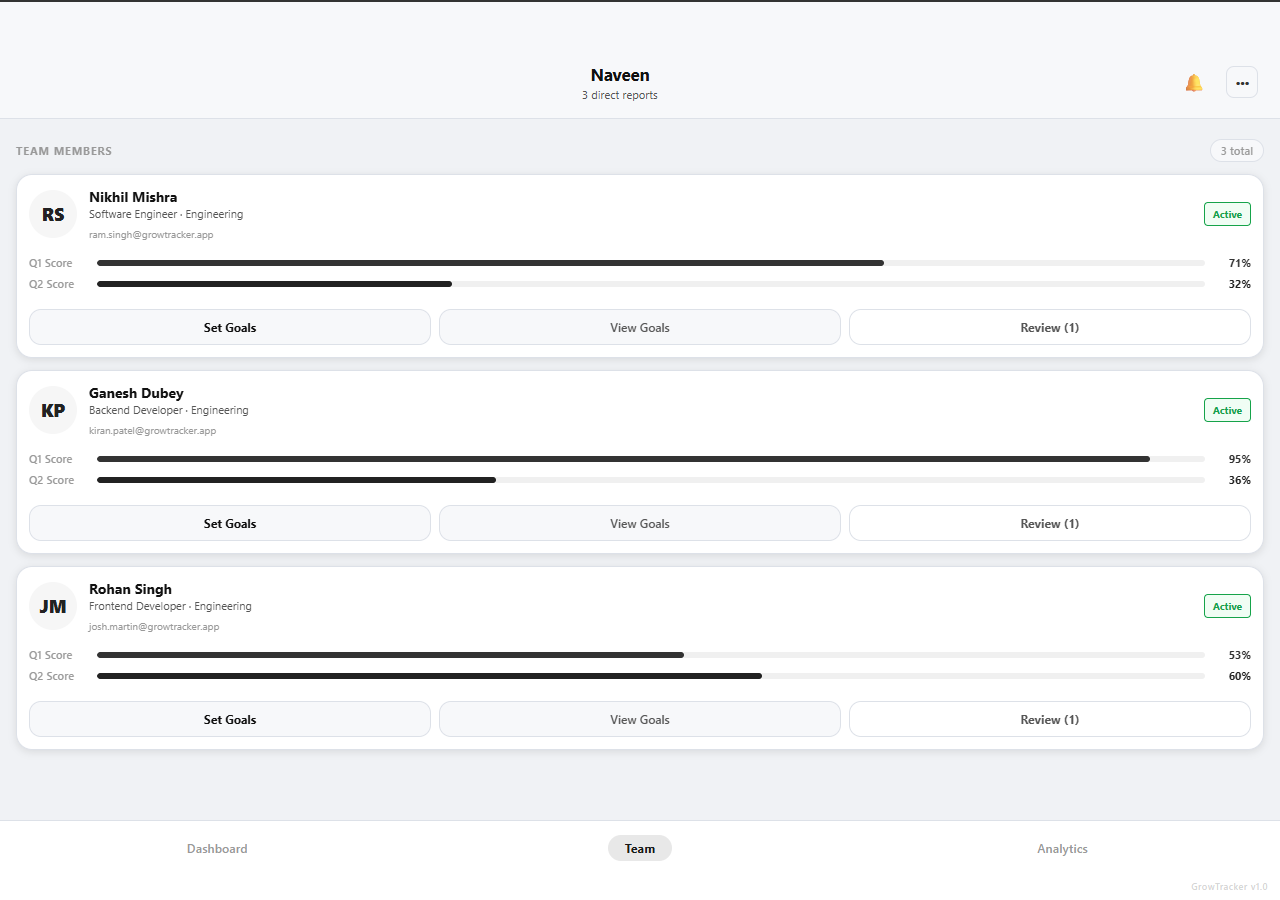 Naveen
3 direct reports
•••
TEAM MEMBERS
3 total
RS
Nikhil Mishra
Software Engineer · Engineering
ram.singh@growtracker.app
Active
Q1 Score 71%
Q2 Score 32%
Set Goals View Goals Review (1)
KP
Ganesh Dubey
Backend Developer · Engineering
kiran.patel@growtracker.app
Active
Q1 Score 95%
Q2 Score 36%
Set Goals View Goals Review (1)
JM
Rohan Singh
Frontend Developer · Engineering
josh.martin@growtracker.app
Active
Q1 Score 53%
Q2 Score 60%
Set Goals View Goals Review (1)
Dashboard Team Analytics
GrowTracker v1.0